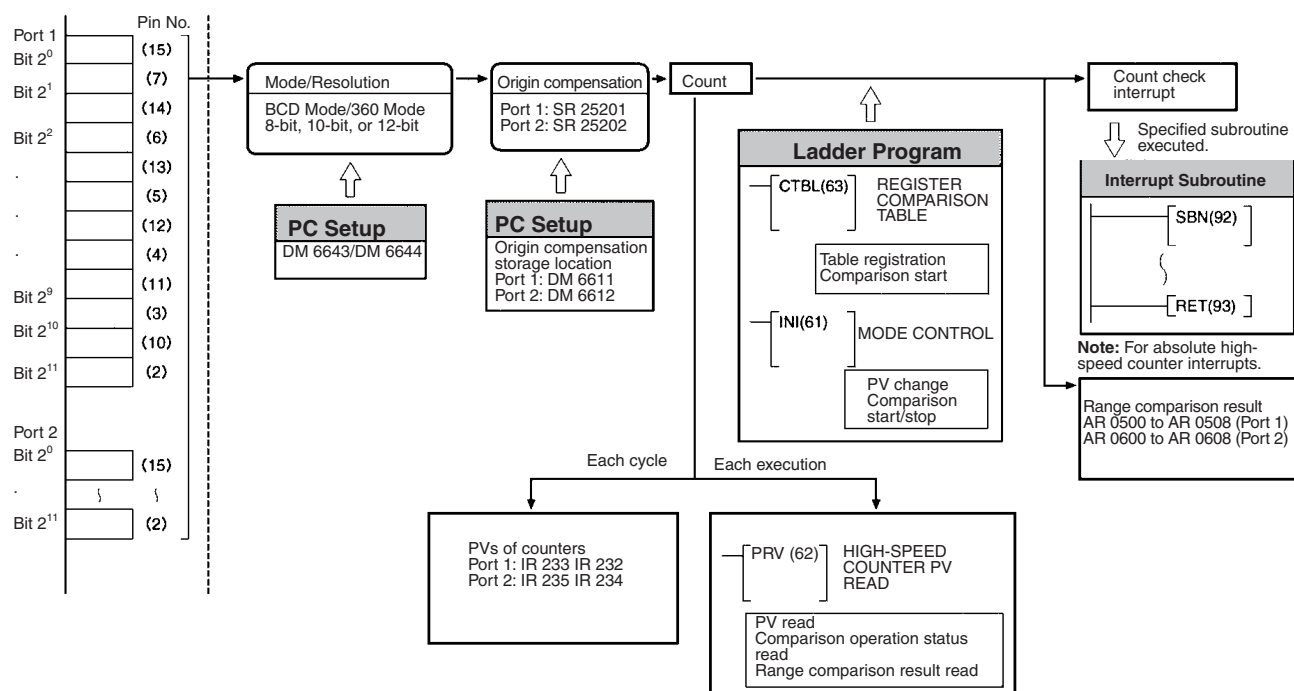 Pin No.
Port 1
Bit 2⁰
(15)
(7)
Bit 2¹
(14)
Bit 2²
(6)
(13)
.
(5)
.
(12)
.
(4)
(11)
Bit 2⁹
(3)
Bit 2¹⁰
(10)
Bit 2¹¹
(2)
Port 2
Bit 2⁰
(15)
.
Bit 2¹¹
(2)
Mode/Resolution
BCD Mode/360 Mode
8-bit, 10-bit, or 12-bit
PC Setup
DM 6643/DM 6644
Origin compensation
Port 1: SR 25201
Port 2: SR 25202
PC Setup
Origin compensation
storage location
Port 1: DM 6611
Port 2: DM 6612
Count
Ladder Program
CTBL(63)
REGISTER
COMPARISON
TABLE
Table registration
Comparison start
INI(61)
MODE CONTROL
PV change
Comparison
start/stop
Count check
interrupt
Specified subroutine
executed.
Interrupt Subroutine
SBN(92)
RET(93)
Note: For absolute high-
speed counter interrupts.
Range comparison result
AR 0500 to AR 0508 (Port 1)
AR 0600 to AR 0608 (Port 2)
Each cycle
Each execution
PVs of counters
Port 1: IR 233 IR 232
Port 2: IR 235 IR 234
PRV (62)
HIGH-SPEED
COUNTER PV
READ
PV read
Comparison operation status
read
Range comparison result read